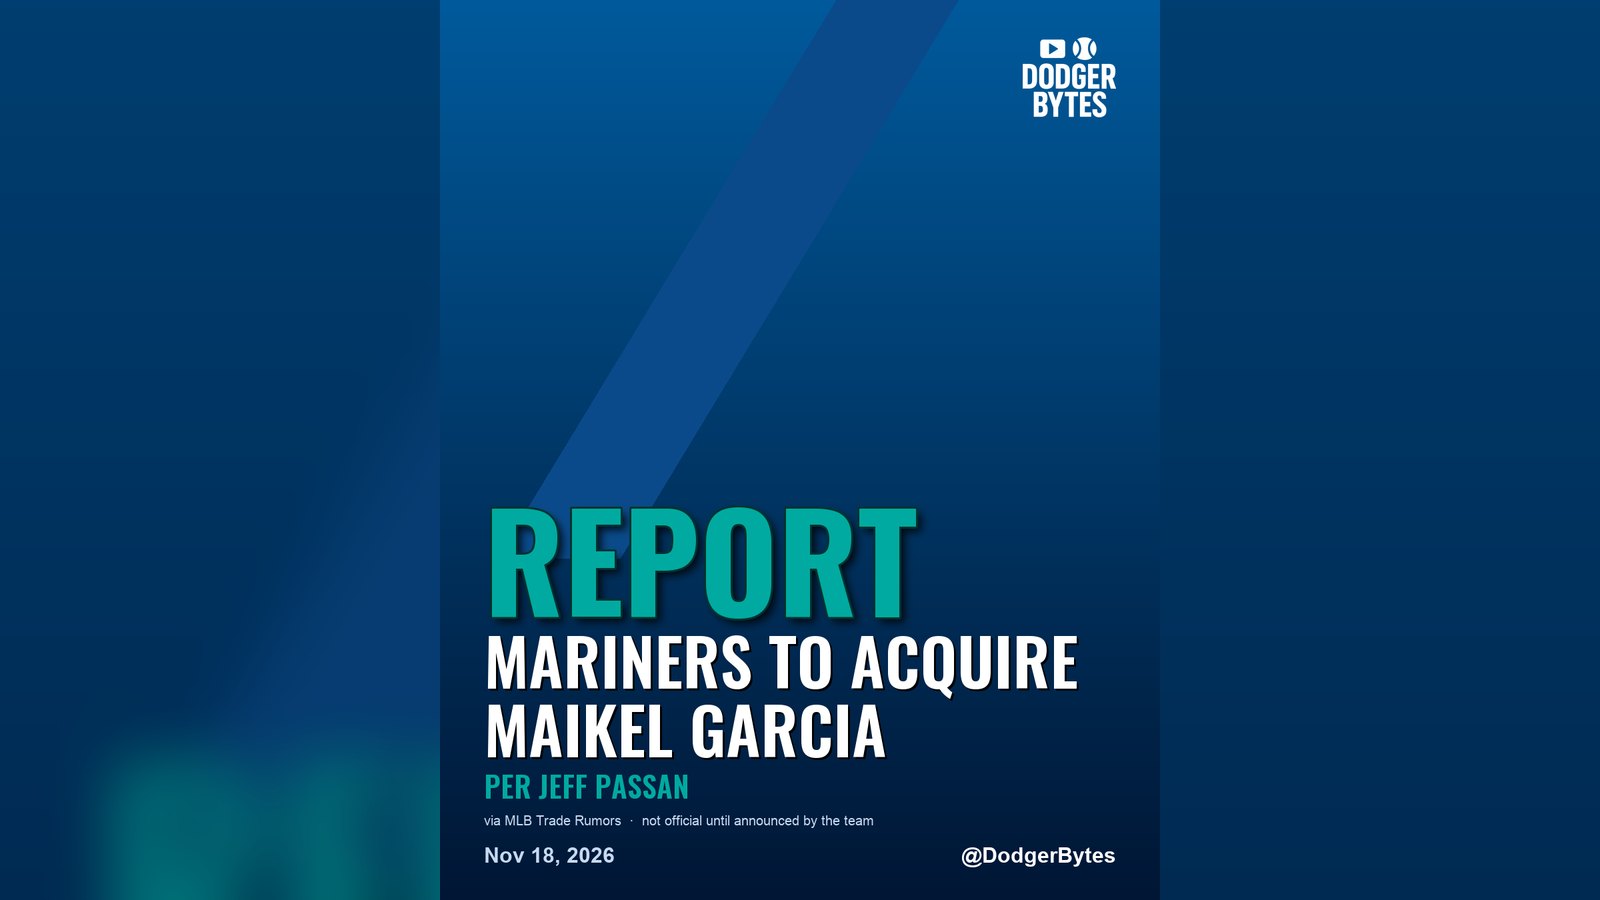 DODGER
BYTES
REPORT
MARINERS TO ACQUIRE
MAIKEL GARCIA
PER JEFF PASSAN
via MLB Trade Rumors · not official until announced by the team
Nov 18, 2026
@DodgerBytes